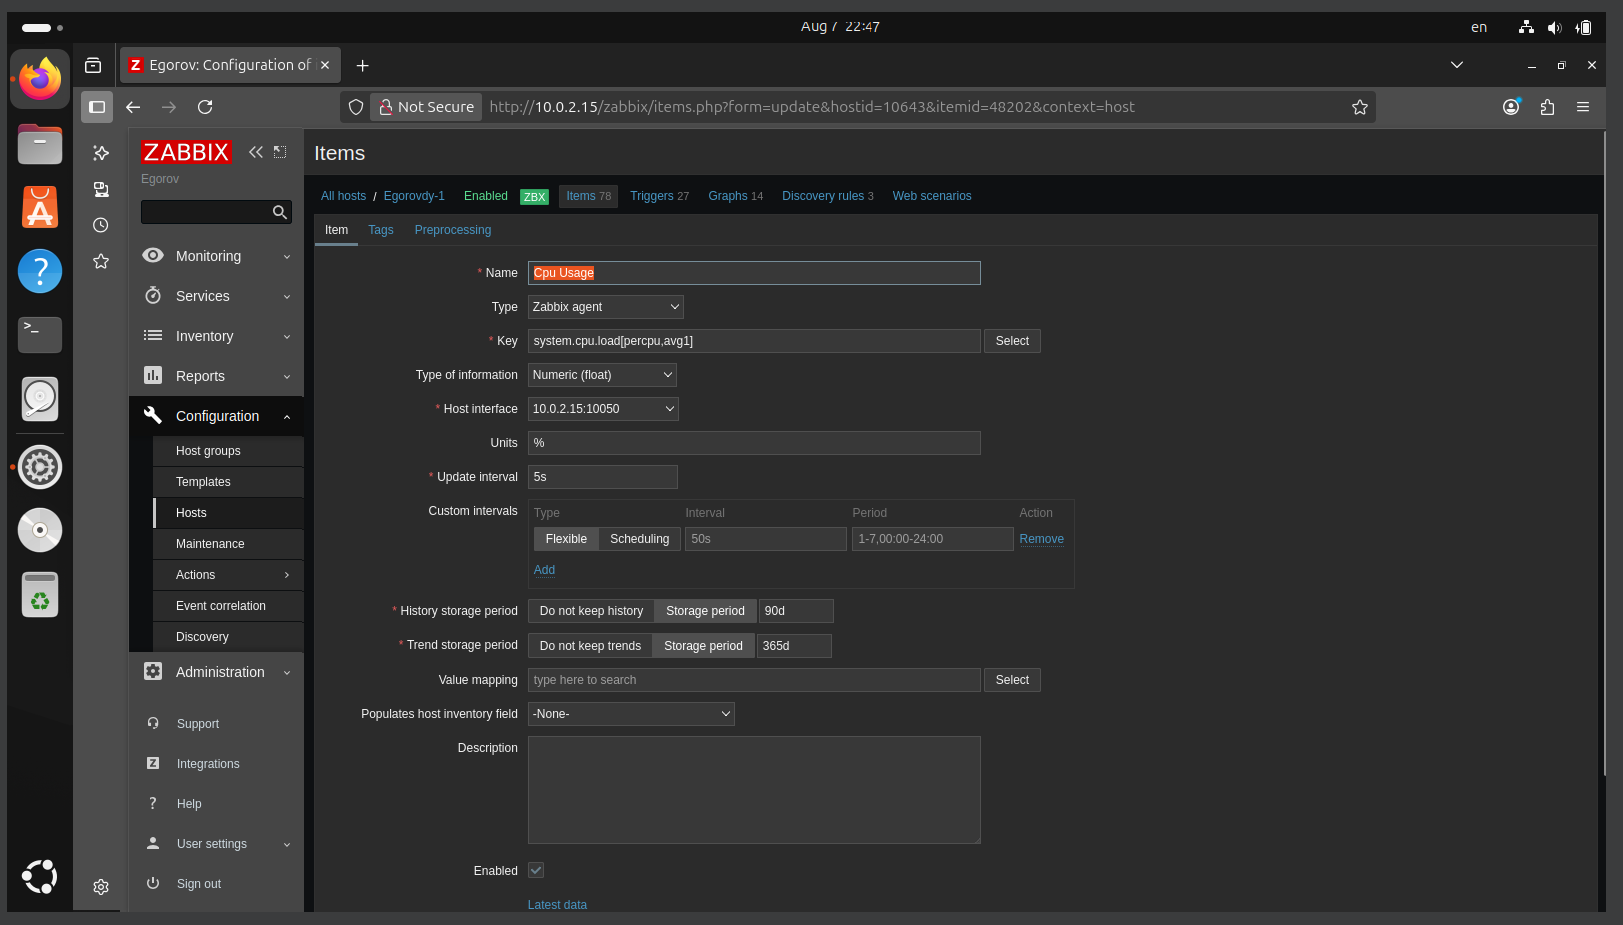 Aug 7 22:47
en
Z Egorov: Configuration of
Not Secure http://10.0.2.15/zabbix/items.php?form=update&hostid=10643&itemid=48202&context=host
ZABBIX
Egorov
Monitoring
Services
Inventory
Reports
Configuration
Host groups
Templates
Hosts
Maintenance
Actions
Event correlation
Discovery
Administration
Support
Z Integrations
? Help
User settings
Sign out
Items
All hosts / Egorovdy-1 Enabled ZBX Items 78 Triggers 27 Graphs 14 Discovery rules 3 Web scenarios
Item Tags Preprocessing
* Name Cpu Usage
Type Zabbix agent
* Key system.cpu.load[percpu,avg1] Select
Type of information Numeric (float)
* Host interface 10.0.2.15:10050
Units %
* Update interval 5s
Custom intervals Type Interval Period Action
Flexible Scheduling 50s 1-7,00:00-24:00 Remove
Add
* History storage period Do not keep history Storage period 90d
* Trend storage period Do not keep trends Storage period 365d
Value mapping type here to search Select
Populates host inventory field -None-
Description
Enabled
Latest data